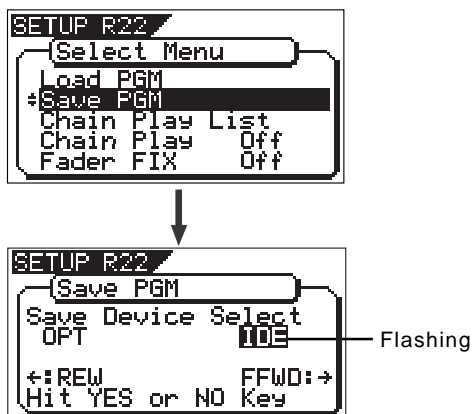 SETUP R22
Select Menu
Load PGM
Save PGM
Chain Play List
Chain Play Off
Fader FIX Off
SETUP R22
Save PGM
Save Device Select
OPT IDE
Flashing
←:REW FFWD:→
Hit YES or NO Key